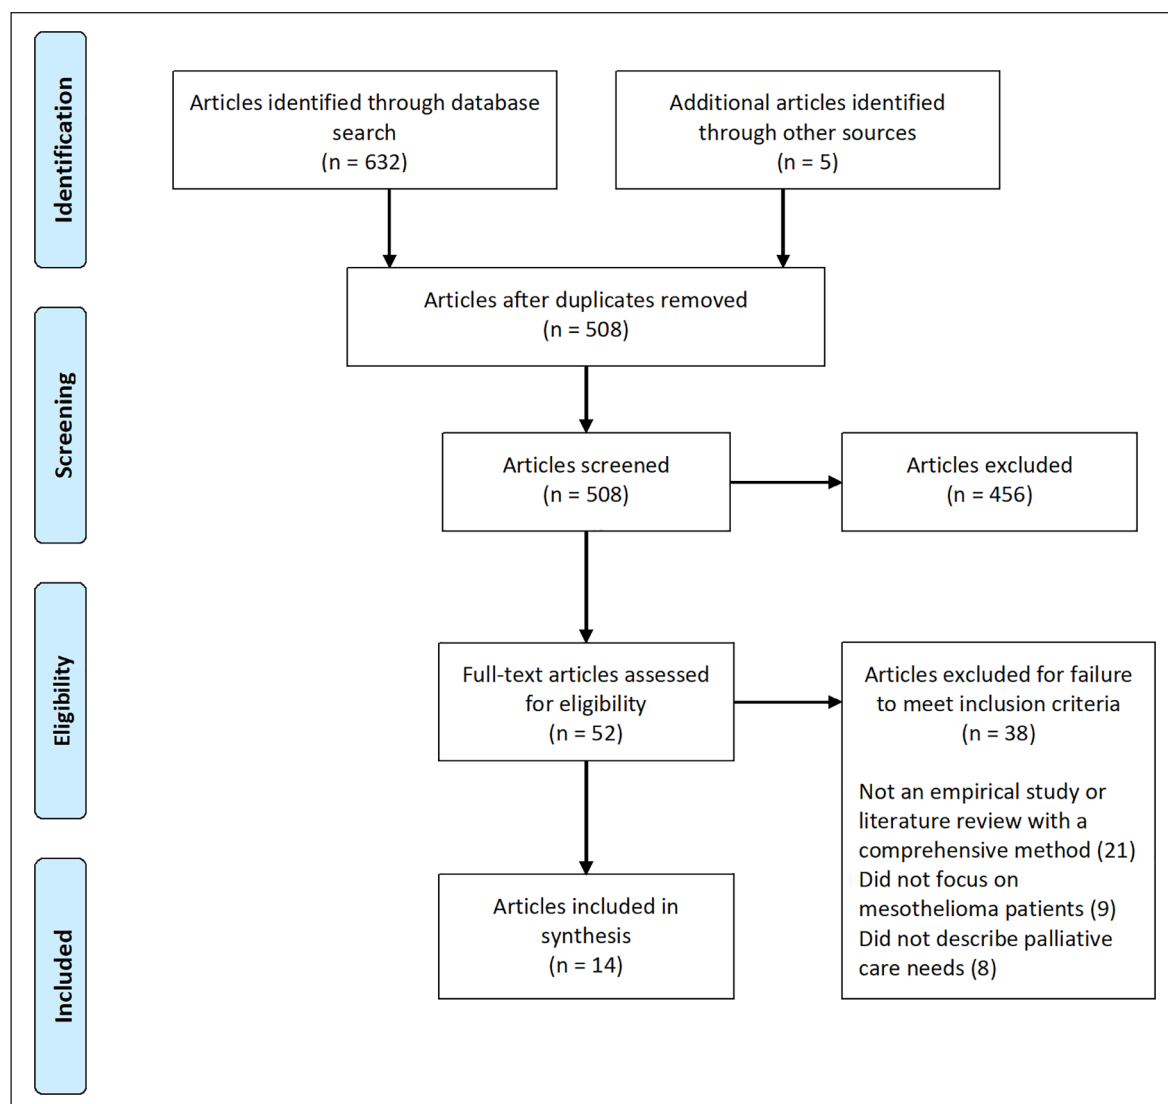 Identification
Articles identified through database
search
(n = 632)
Additional articles identified
through other sources
(n = 5)
Articles after duplicates removed
(n = 508)
Screening
Articles screened
(n = 508)
Articles excluded
(n = 456)
Eligibility
Full-text articles assessed
for eligibility
(n = 52)
Articles excluded for failure
to meet inclusion criteria
(n = 38)
Not an empirical study or
literature review with a
comprehensive method (21)
Did not focus on
mesothelioma patients (9)
Did not describe palliative
care needs (8)
Included
Articles included in
synthesis
(n = 14)